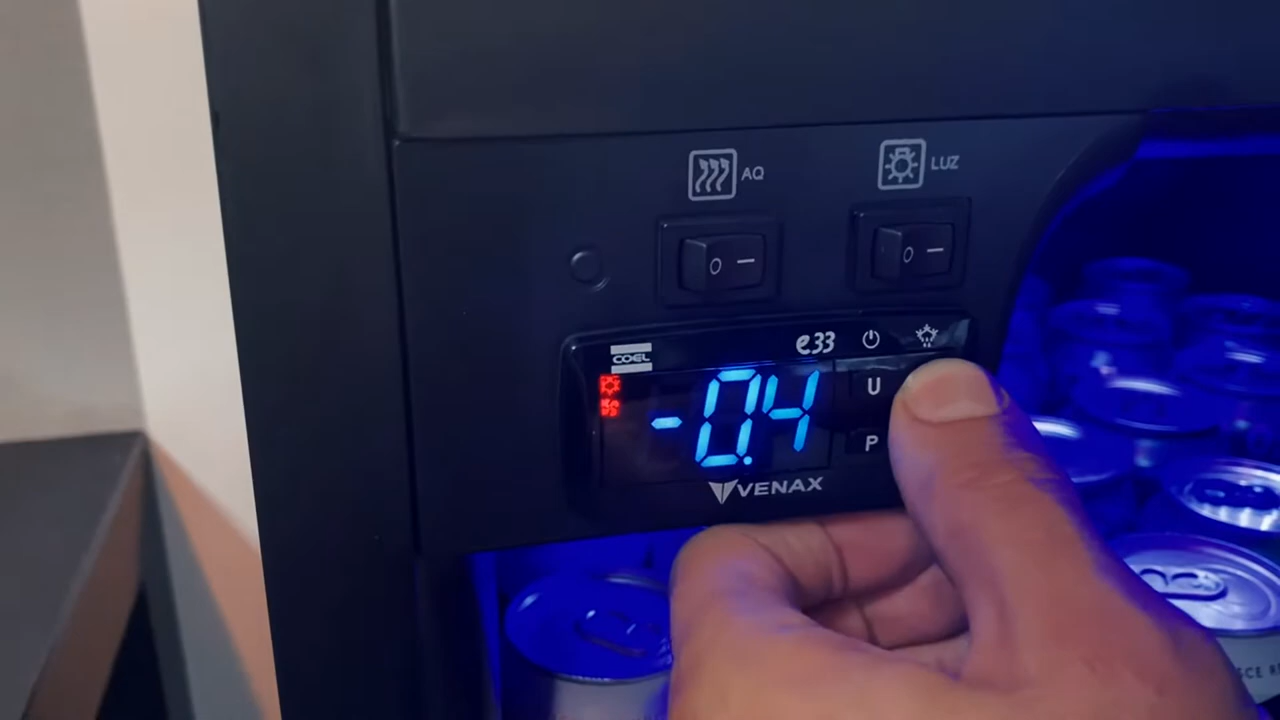 AQ
LUZ
O —
O —
COEL
e33
U
-0.4
P
VENAX